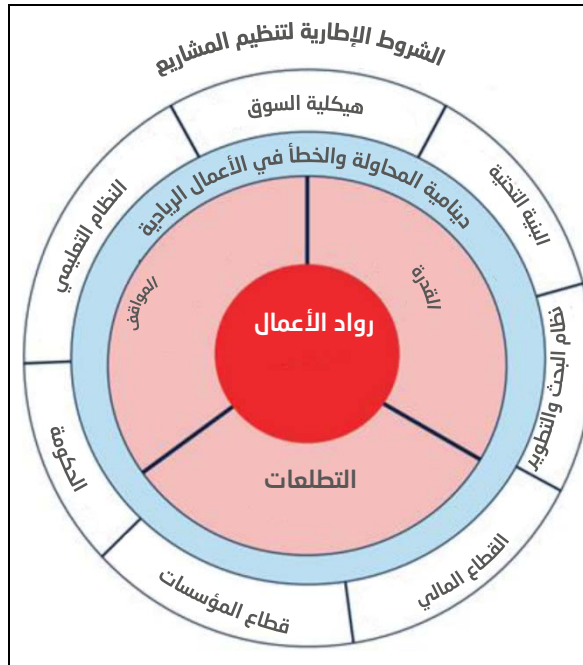 الشروط الإطارية لتنظيم المشاريع
هيكلية السوق
البنية التحتية
نظام البحث والتطوير
القطاع المالي
قطاع المؤسسات
الحكومة
النظام التعليمي
دينامية المحاولة والخطأ في الأعمال الريادية
القدرة
المواقف
التطلعات
رواد الأعمال